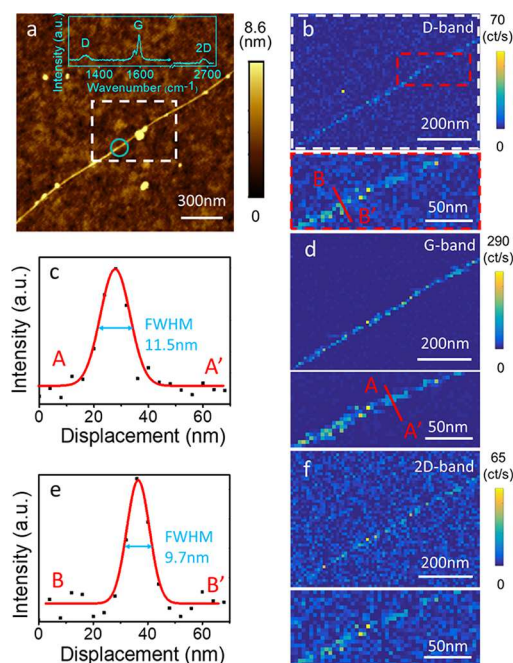 a
Intensity (a.u.)
D
G
2D
1400
1600
2700
Wavenumber (cm⁻¹)
300nm
8.6
(nm)
0
b
D-band
200nm
70
(ct/s)
0
B
B'
50nm
c
Intensity (a.u.)
FWHM
11.5nm
A
A'
0
20
40
60
Displacement (nm)
d
G-band
200nm
290
(ct/s)
0
A
A'
50nm
e
Intensity (a.u.)
FWHM
9.7nm
B
B'
0
20
40
60
Displacement (nm)
f
2D-band
200nm
65
(ct/s)
0
50nm